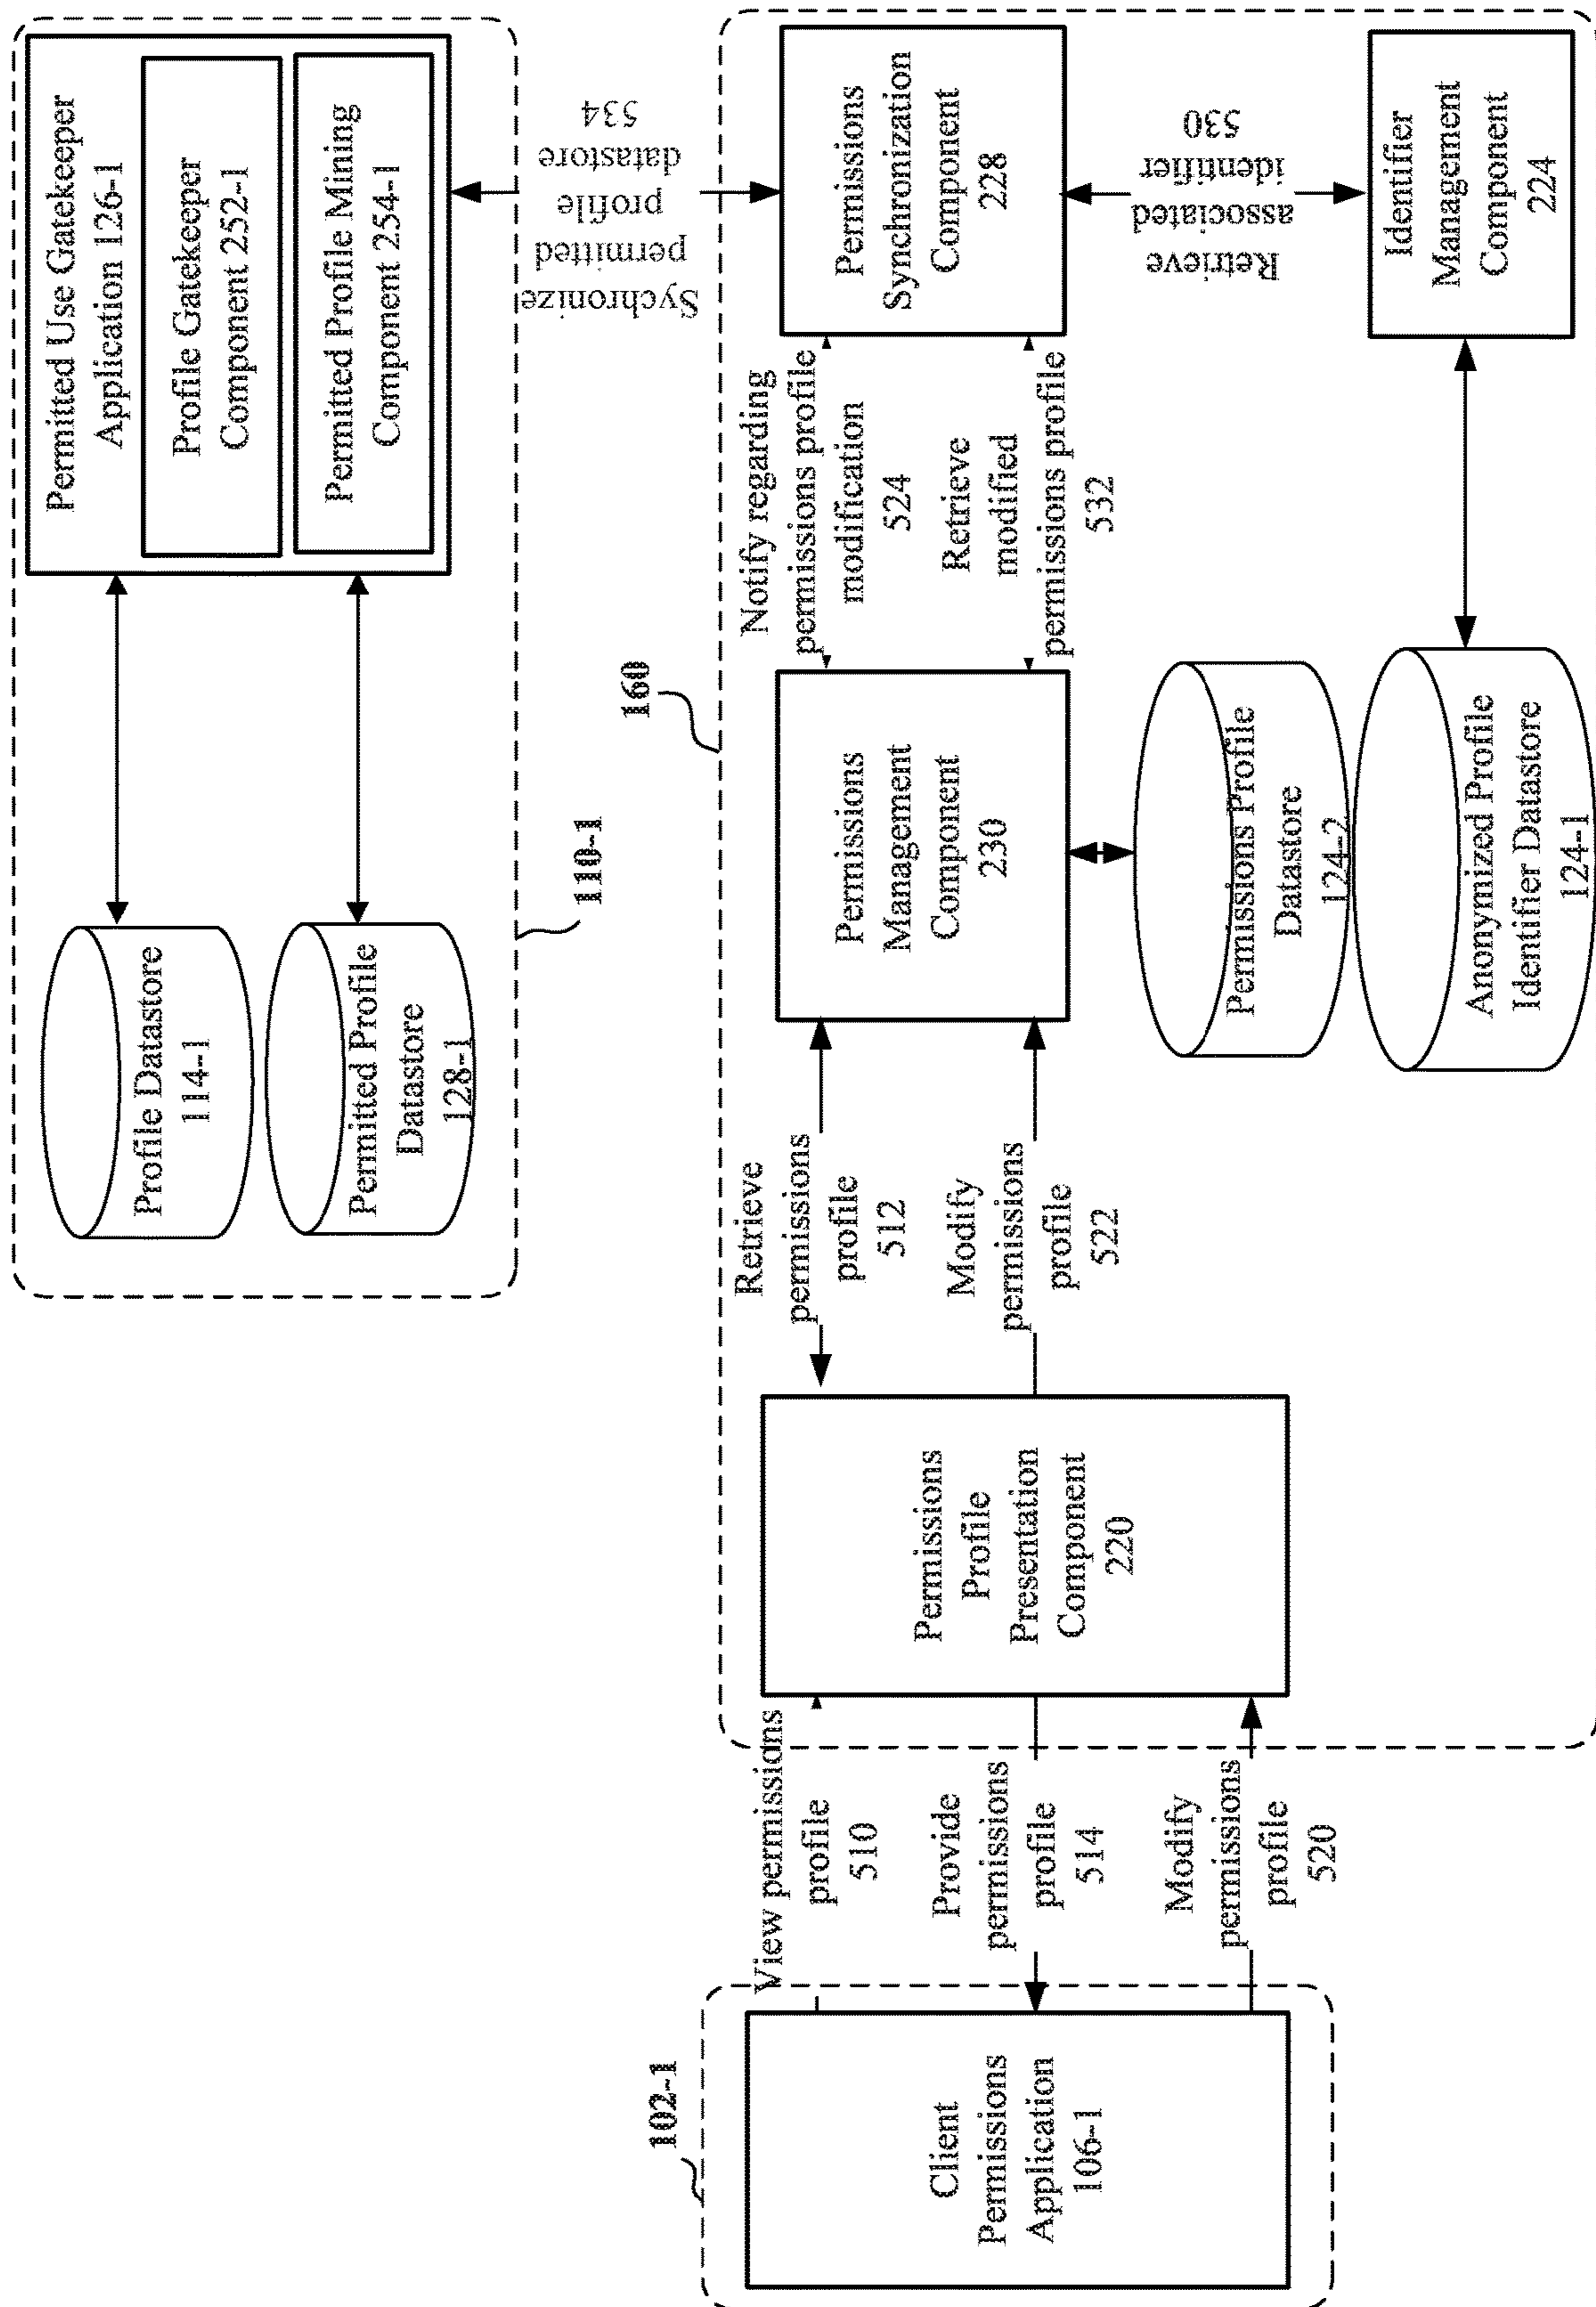 Profile Datastore
114-1
Permitted Profile
Datastore
128-1
Permitted Use Gatekeeper
Application 126-1
Profile Gatekeeper
Component 252-1
Permitted Profile Mining
Component 254-1
110-1
Sychronize
permitted
profile
datastore
534
160
102-1
Client
Permissions
Application
106-1
View permissions
profile
510
Provide
permissions
profile
514
Modify
permissions
profile
520
Permissions
Profile
Presentation
Component
220
Retrieve
permissions
profile
512
Modify
permissions
profile
522
Permissions
Management
Component
230
Notify regarding
permissions profile
modification
524
Retrieve
modified
permissions profile
532
Permissions
Synchronization
Component
228
Retrieve
associated
identifier
530
Permissions Profile
Datastore
124-2
Anonymized Profile
Identifier Datastore
124-1
Identifier
Management
Component
224